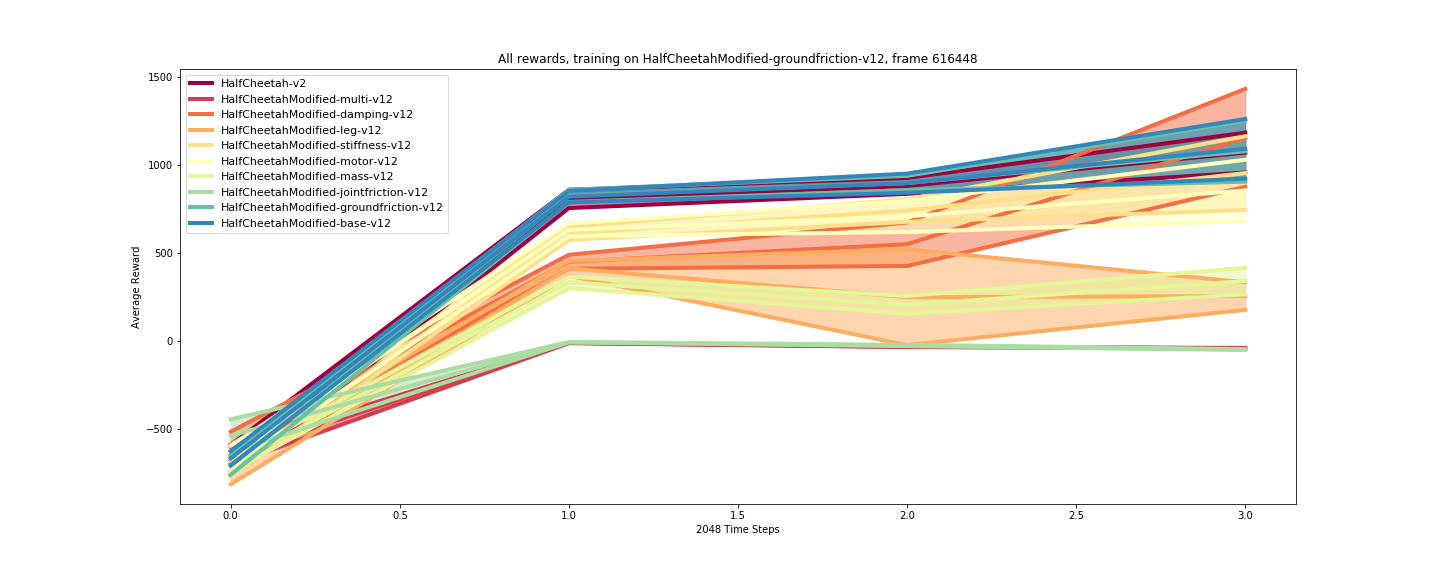 All rewards, training on HalfCheetahModified-groundfriction-v12, frame 616448
1500
1000
500
0
−500
Average Reward
HalfCheetah-v2
HalfCheetahModified-multi-v12
HalfCheetahModified-damping-v12
HalfCheetahModified-leg-v12
HalfCheetahModified-stiffness-v12
HalfCheetahModified-motor-v12
HalfCheetahModified-mass-v12
HalfCheetahModified-jointfriction-v12
HalfCheetahModified-groundfriction-v12
HalfCheetahModified-base-v12
0.0 0.5 1.0 1.5 2.0 2.5 3.0
2048 Time Steps